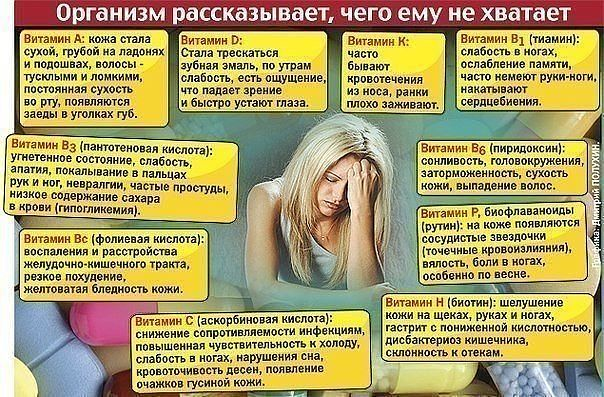 Организм рассказывает, чего ему не хватает
Витамин А: кожа стала
сухой, грубой на ладонях
и подошвах, волосы -
тусклыми и ломкими,
постоянная сухость
во рту, появляются
заеды в уголках губ.
Витамин D:
Стала трескаться
зубная эмаль, по утрам
слабость, есть ощущение,
что падает зрение
и быстро устают глаза.
Витамин К:
часто
бывают
кровотечения
из носа, ранки
плохо заживают.
Витамин В1 (тиамин):
слабость в ногах,
ослабление памяти,
часто немеют руки-ноги,
накатывают
сердцебиения.
Витамин В3 (пантотеновая кислота):
угнетенное состояние, слабость,
апатия, покалывание в пальцах
рук и ног, невралгии, частые простуды,
низкое содержание сахара
в крови (гипогликемия).
Витамин В6 (пиридоксин):
сонливость, головокружения,
заторможенность, сухость
кожи, выпадение волос.
Витамин Р, биофлаваноиды
(рутин): на коже появляются
сосудистые звездочки
(точечные кровоизлияния),
вялость, боли в ногах,
особенно по весне.
Витамин Вс (фолиевая кислота):
воспаления и расстройства
желудочно-кишечного тракта,
резкое похудение,
желтоватая бледность кожи.
Витамин Н (биотин): шелушение
кожи на щеках, руках и ногах,
гастрит с пониженной кислотностью,
дисбактериоз кишечника,
склонность к отекам.
Витамин С (аскорбиновая кислота):
снижение сопротивляемости инфекциям,
повышенная чувствительность к холоду,
слабость в ногах, нарушения сна,
кровоточивость десен, появление
очажков гусиной кожи.
Дмитрий ПОЛУХИН.